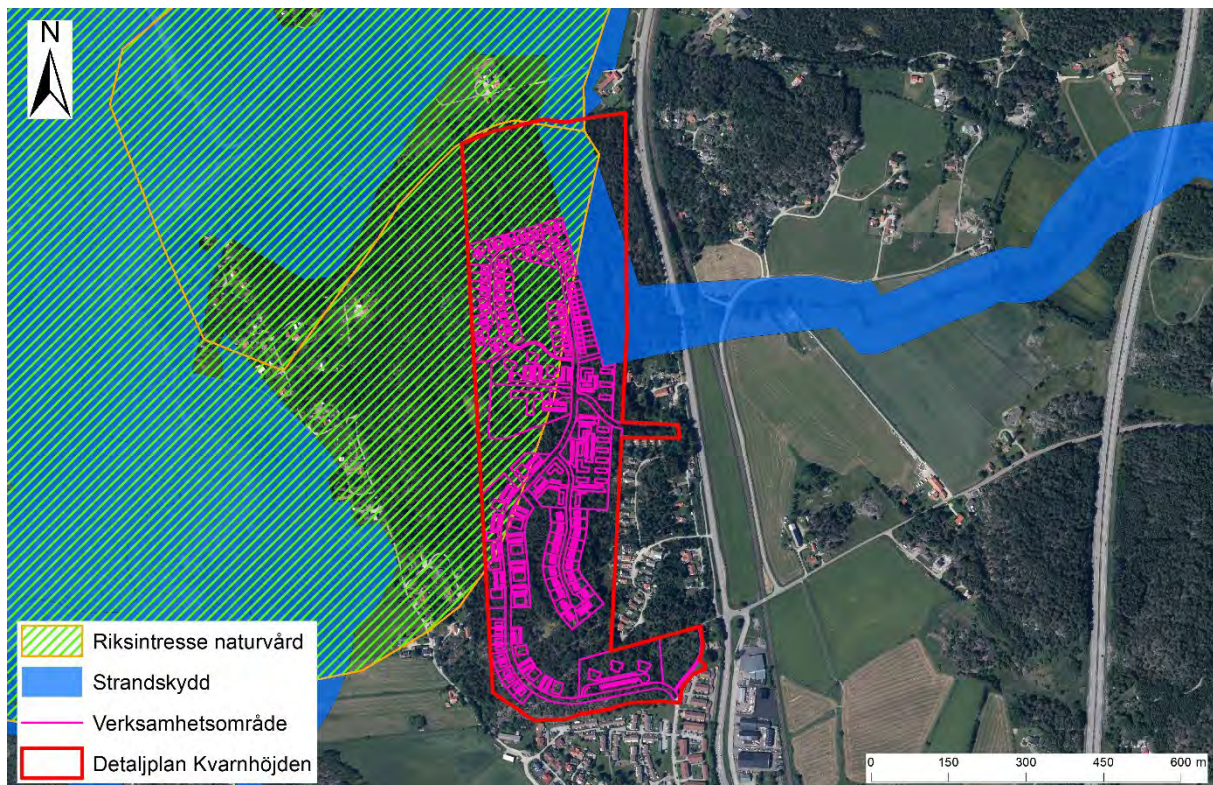 N
Riksintresse naturvård
Strandskydd
Verksamhetsområde
Detaljplan Kvarnhöjden
0 150 300 450 600 m